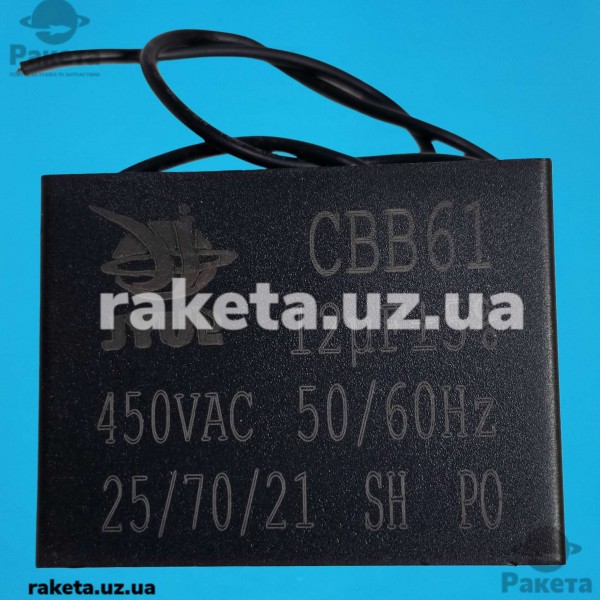 Ракета
CBB61
raketa.uz.ua
450VAC 50/60Hz
25/70/21 SH PO
raketa.uz.ua
Ракета